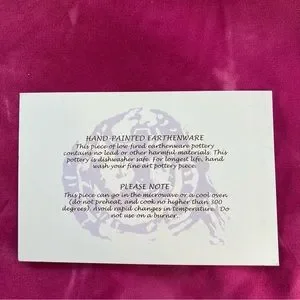 HAND-PAINTED EARTHENWARE
This piece of low fired earthenware pottery
contains no lead or other harmful materials. This
pottery is dishwasher safe. For longest life, hand
wash your fine art pottery piece.
PLEASE NOTE
This piece can go in the microwave or a cool oven
(do not preheat, and cook no higher than 300
degrees). Avoid rapid changes in temperature. Do
not use on a burner.